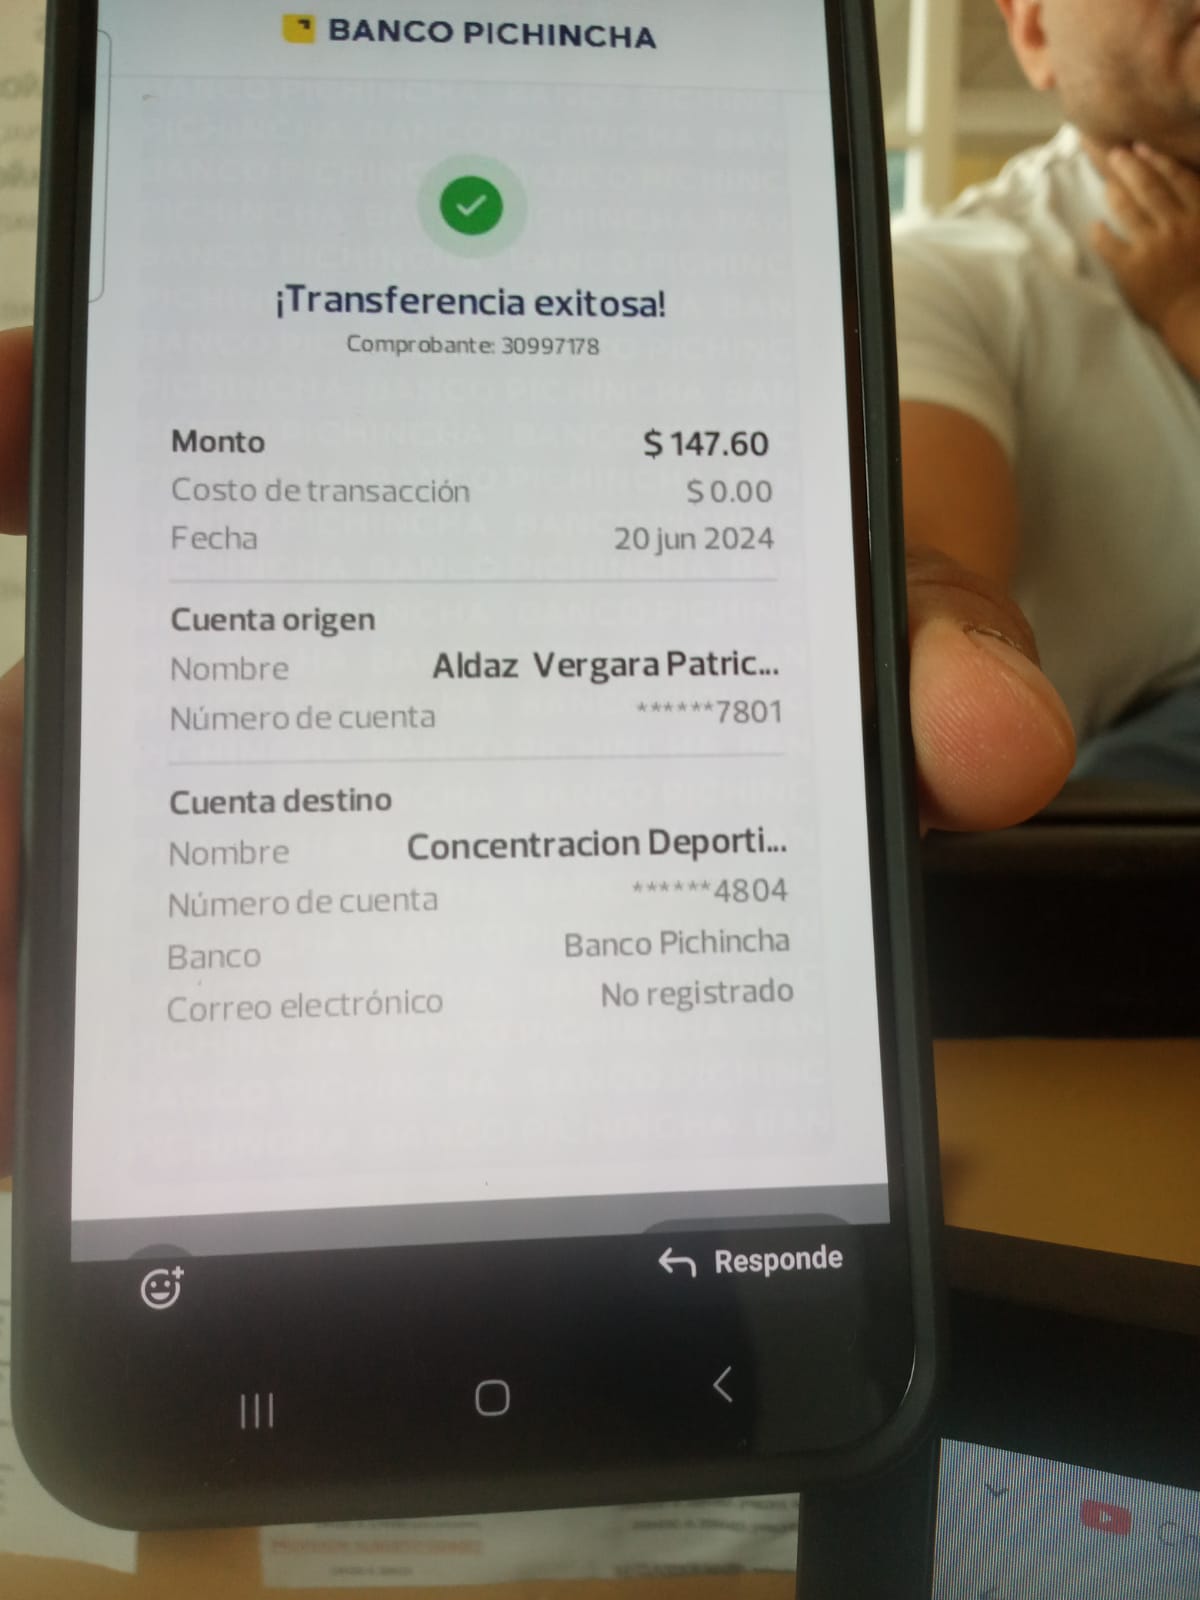 BANCO PICHINCHA
¡Transferencia exitosa!
Comprobante: 30997178
Monto $ 147.60
Costo de transacción $ 0.00
Fecha 20 jun 2024
Cuenta origen
Nombre Aldaz Vergara Patric...
Número de cuenta ******7801
Cuenta destino
Nombre Concentracion Deporti...
Número de cuenta ******4804
Banco Banco Pichincha
Correo electrónico No registrado
Responde